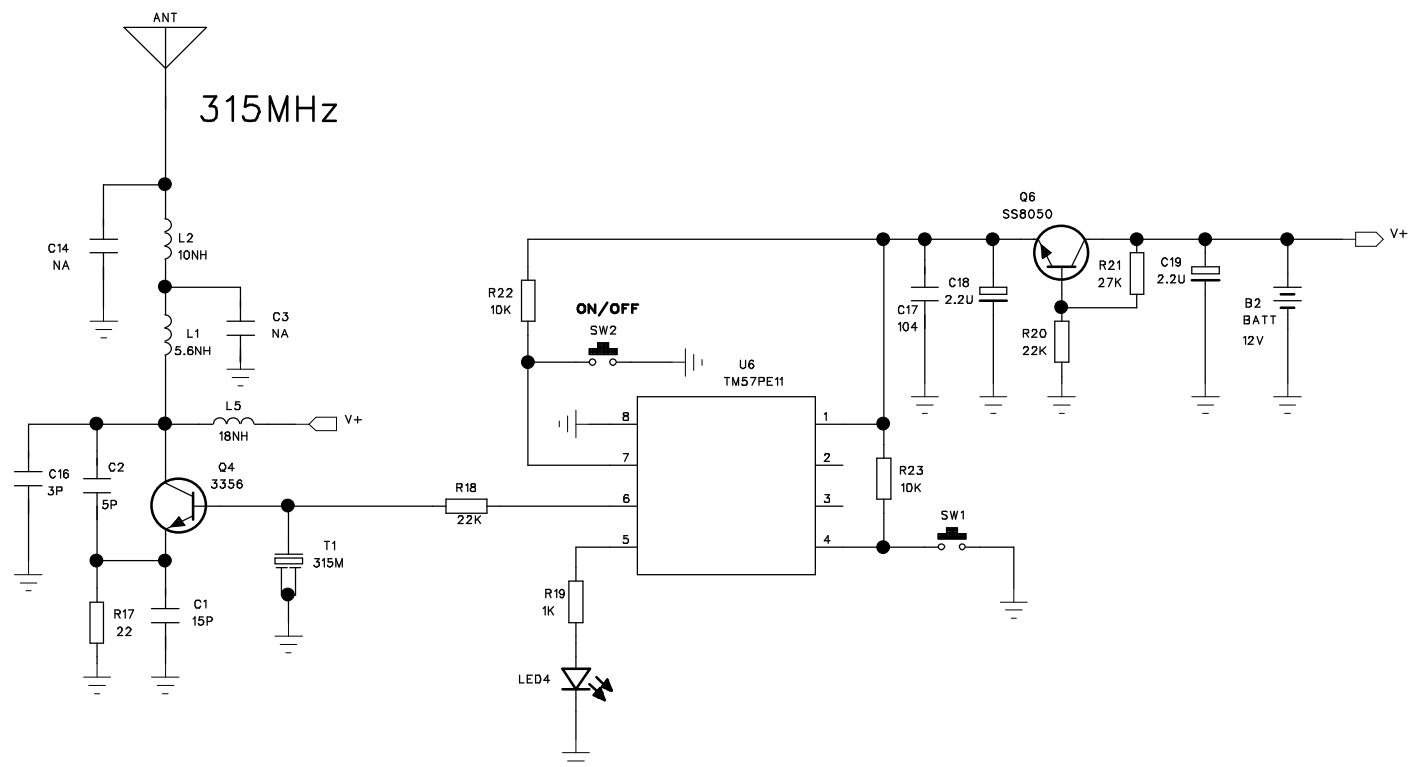 ANT
315MHz
C14
NA
L2
10NH
C3
NA
L1
5.6NH
L5
18NH
V+
C16
3P
C2
5P
Q4
3356
R18
22K
T1
315M
R17
22
C1
15P
R22
10K
ON/OFF
SW2
U6
TM57PE11
8
7
6
5
1
2
3
4
R19
1K
LED4
R23
10K
SW1
Q6
SS8050
C17
104
C18
2.2U
R20
22K
R21
27K
C19
2.2U
B2
BATT
12V
V+